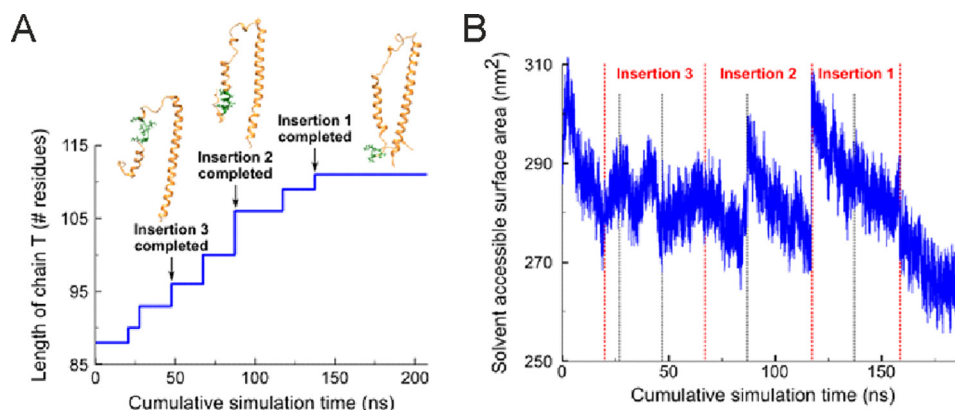 A
Length of chain T (# residues)
115
105
95
85
Insertion 1
completed
Insertion 2
completed
Insertion 3
completed
0
50
100
150
200
Cumulative simulation time (ns)
B
Solvent accessible surface area (nm2)
310
290
270
250
Insertion 3
Insertion 2
Insertion 1
0
50
100
150
Cumulative simulation time (ns)